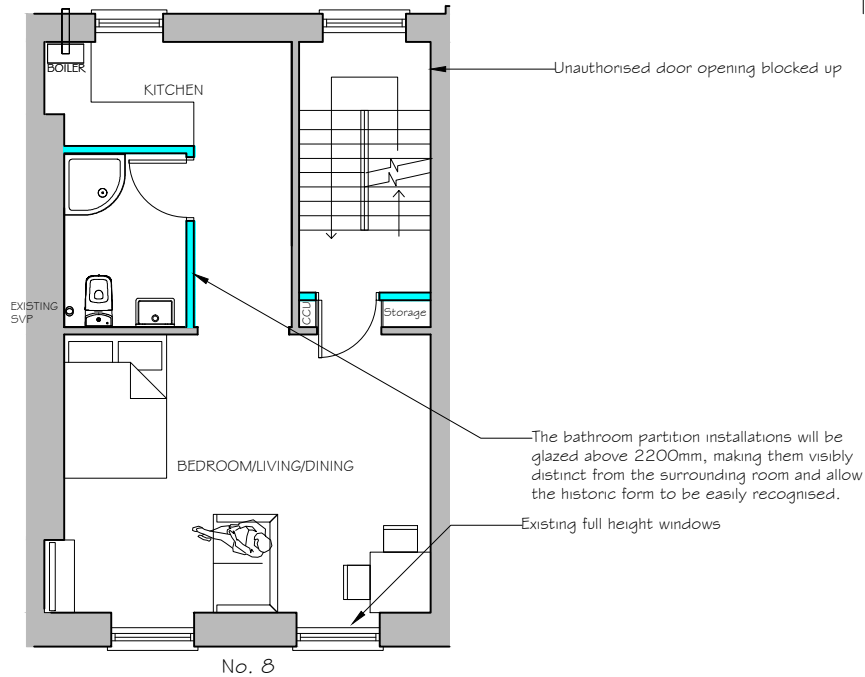 BOILER
KITCHEN
Unauthorised door opening blocked up
EXISTING
SVP
CCU
Storage
The bathroom partition installations will be
glazed above 2200mm, making them visibly
distinct from the surrounding room and allow
the historic form to be easily recognised.
BEDROOM/LIVING/DINING
Existing full height windows
No. 8